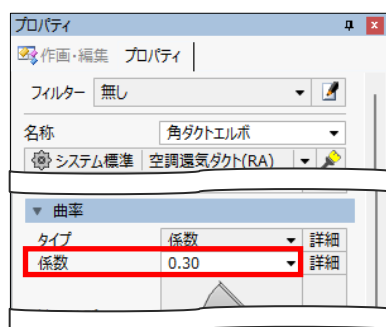 プロパティ
作画・編集 プロパティ
フィルター 無し
名称 角ダクトエルボ
システム標準 空調還気ダクト(RA)
曲率
タイプ 係数 詳細
係数 0.30 詳細